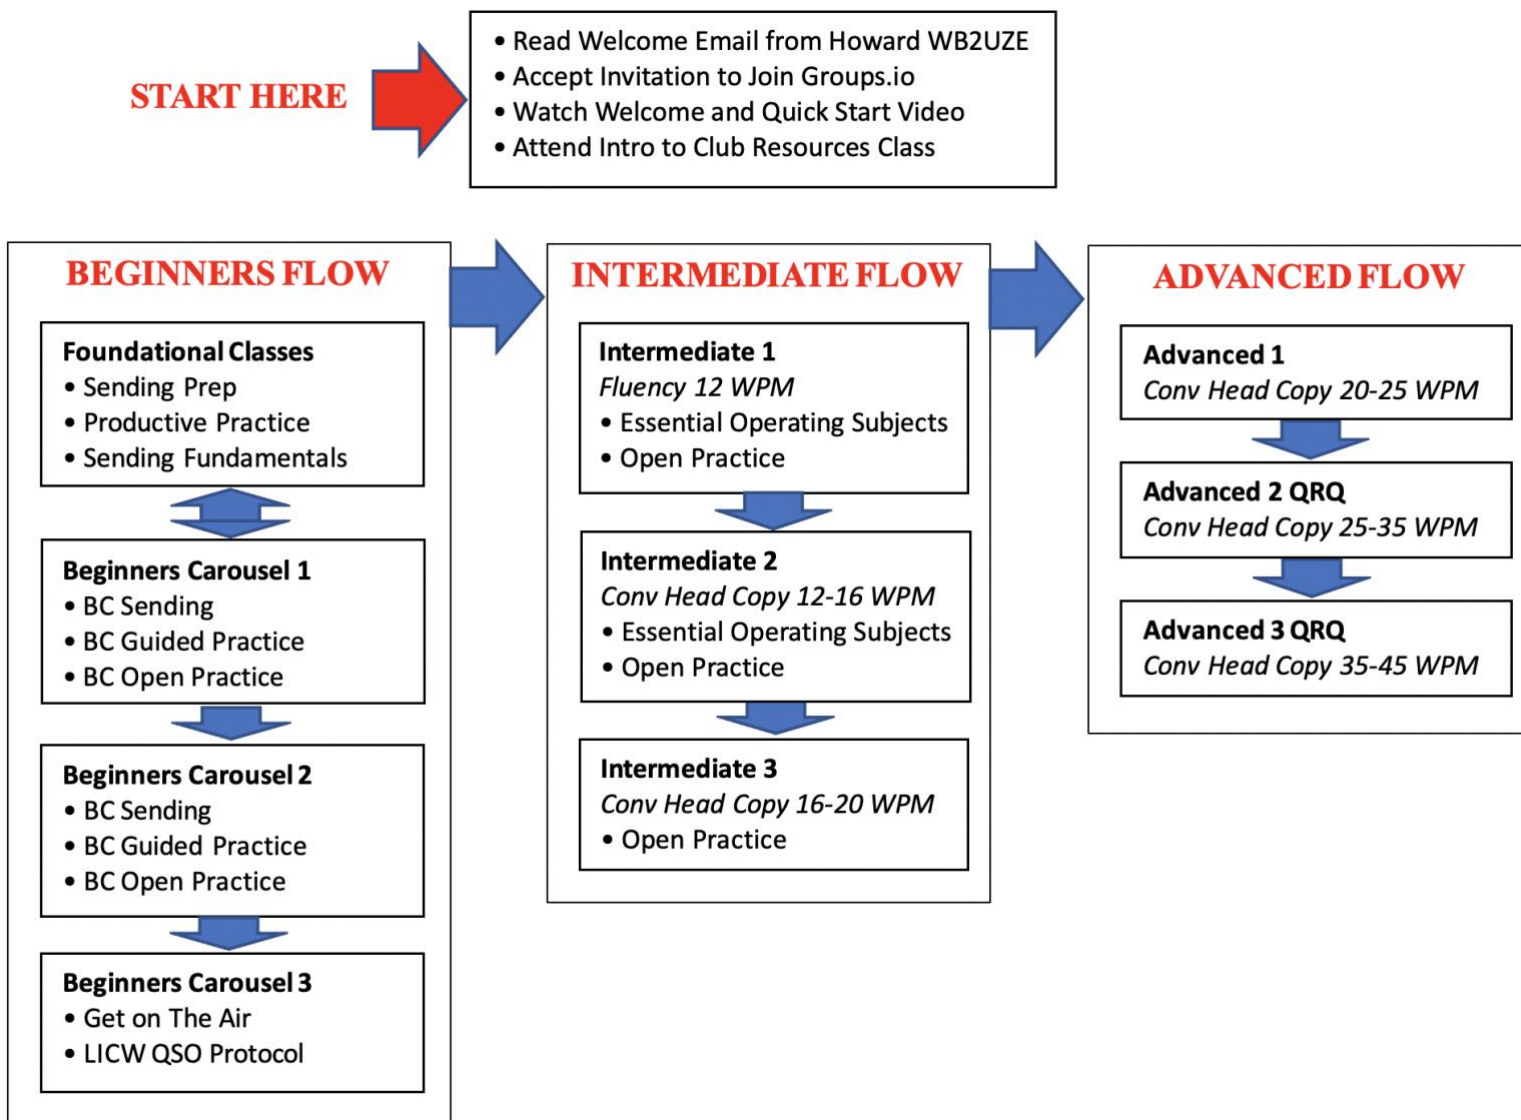 START HERE
• Read Welcome Email from Howard WB2UZE
• Accept Invitation to Join Groups.io
• Watch Welcome and Quick Start Video
• Attend Intro to Club Resources Class
BEGINNERS FLOW
Foundational Classes
• Sending Prep
• Productive Practice
• Sending Fundamentals
Beginners Carousel 1
• BC Sending
• BC Guided Practice
• BC Open Practice
Beginners Carousel 2
• BC Sending
• BC Guided Practice
• BC Open Practice
Beginners Carousel 3
• Get on The Air
• LICW QSO Protocol
INTERMEDIATE FLOW
Intermediate 1
Fluency 12 WPM
• Essential Operating Subjects
• Open Practice
Intermediate 2
Conv Head Copy 12-16 WPM
• Essential Operating Subjects
• Open Practice
Intermediate 3
Conv Head Copy 16-20 WPM
• Open Practice
ADVANCED FLOW
Advanced 1
Conv Head Copy 20-25 WPM
Advanced 2 QRQ
Conv Head Copy 25-35 WPM
Advanced 3 QRQ
Conv Head Copy 35-45 WPM